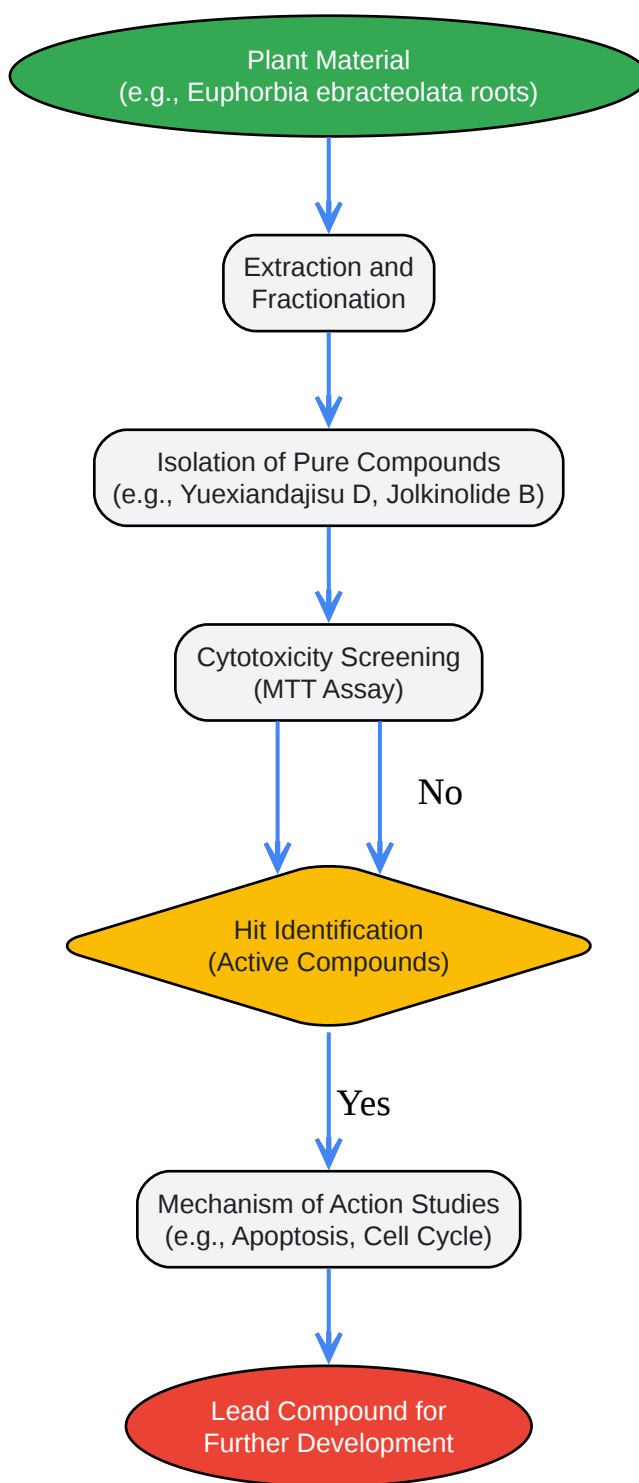 Plant Material
(e.g., Euphorbia ebracteolata roots)
Extraction and
Fractionation
Isolation of Pure Compounds
(e.g., Yuexiandajisu D, Jolkinolide B)
Cytotoxicity Screening
(MTT Assay)
No
Hit Identification
(Active Compounds)
Yes
Mechanism of Action Studies
(e.g., Apoptosis, Cell Cycle)
Lead Compound for
Further Development